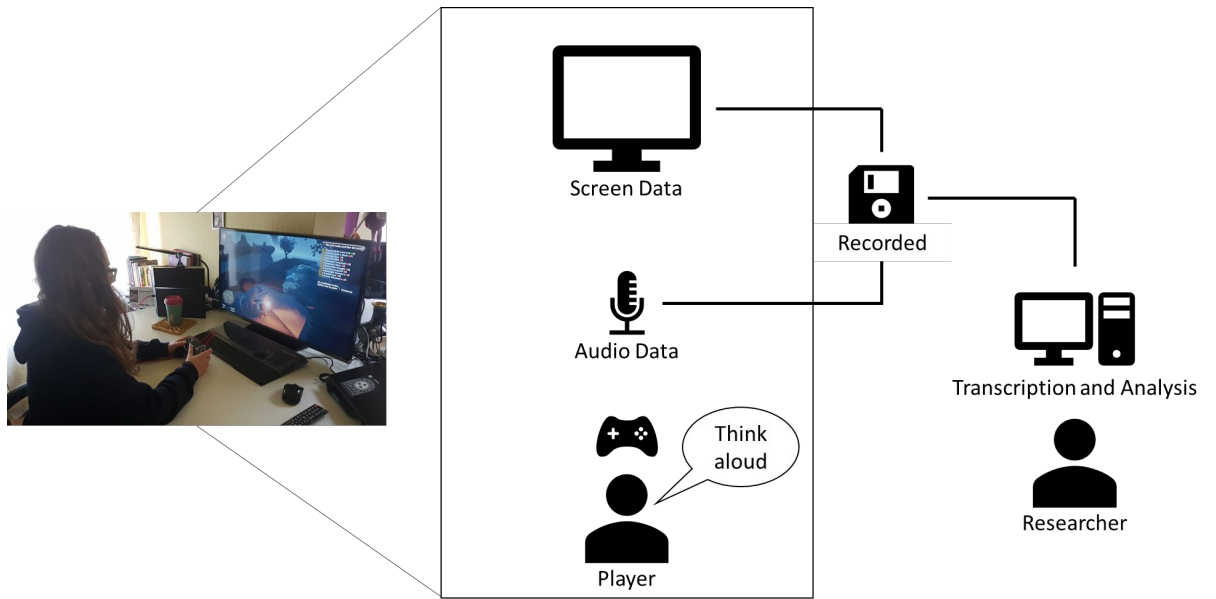 Screen Data
Recorded
Audio Data
Transcription and Analysis
Think
aloud
Researcher
Player